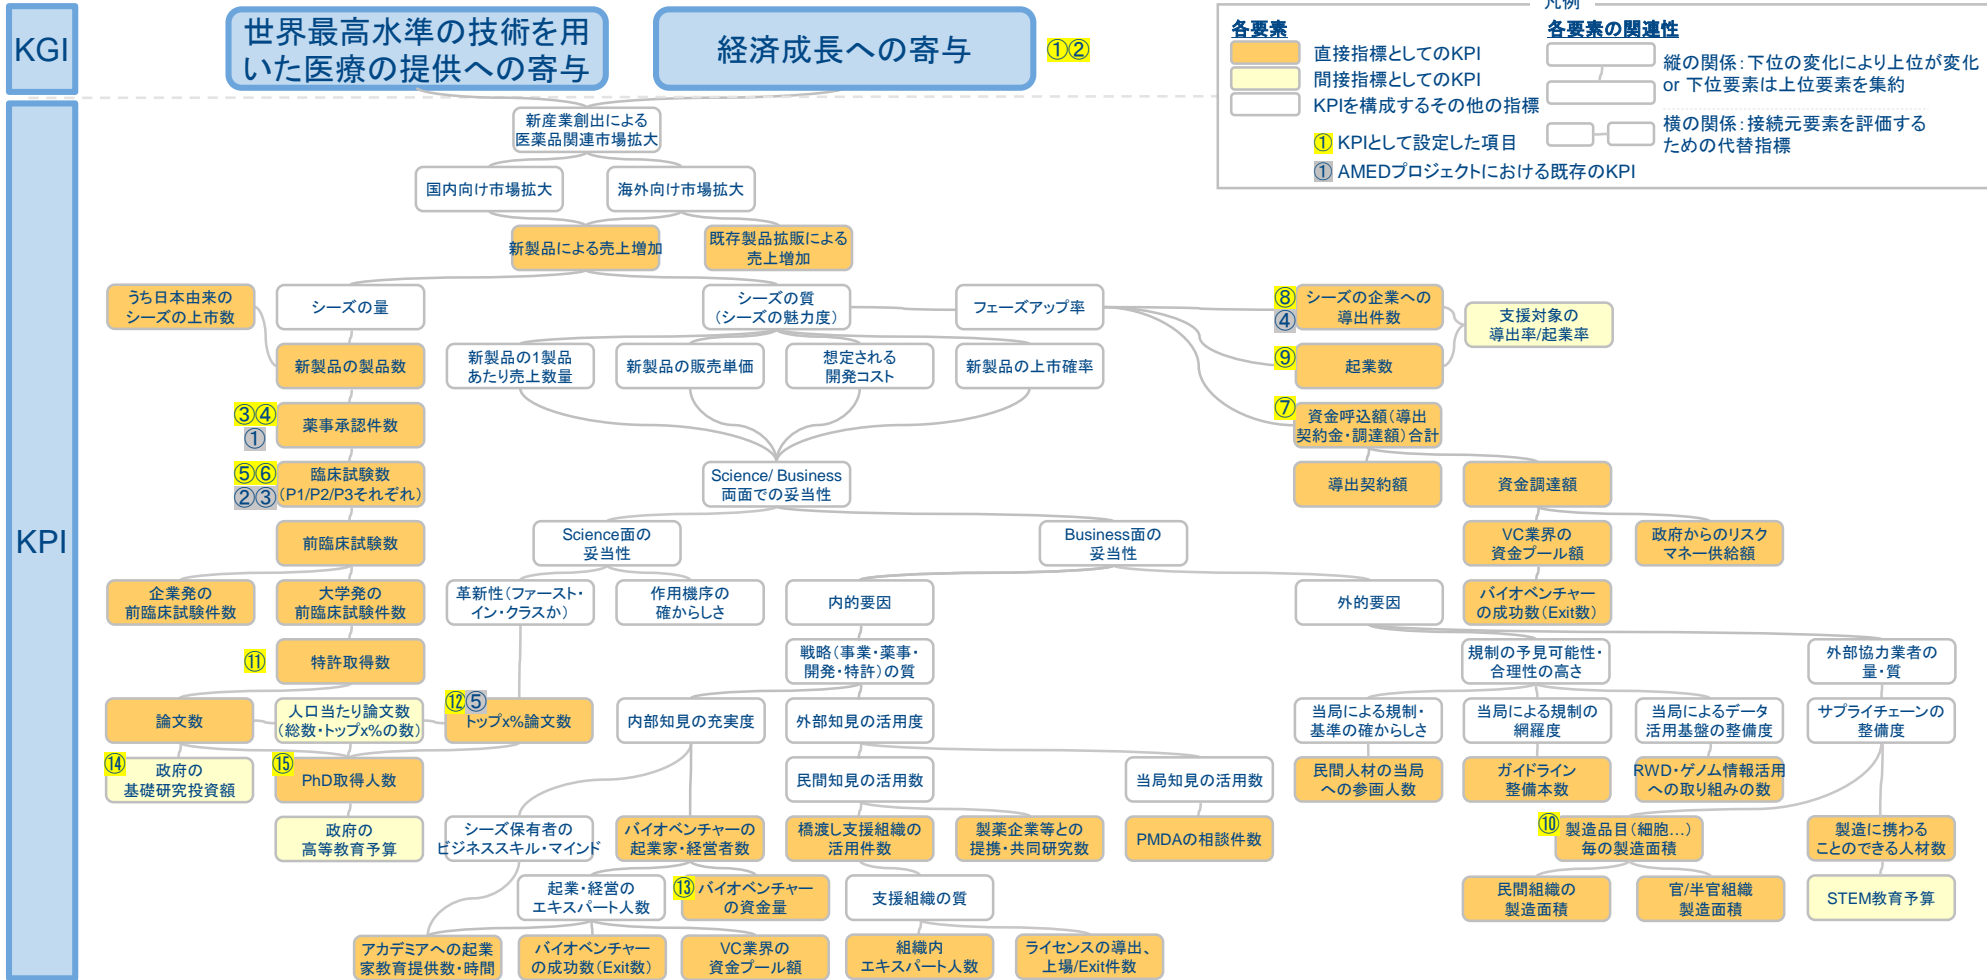 KGI
世界最高水準の技術を用
いた医療の提供への寄与
経済成長への寄与
①②
凡例
各要素
直接指標としてのKPI
間接指標としてのKPI
KPIを構成するその他の指標
① KPIとして設定した項目
① AMEDプロジェクトにおける既存のKPI
各要素の関連性
縦の関係：下位の変化により上位が変化
or 下位要素は上位要素を集約
横の関係：接続元要素を評価する
ための代替指標
KPI
新産業創出による
医薬品関連市場拡大
国内向け市場拡大
海外向け市場拡大
新製品による売上増加
既存製品拡販による
売上増加
うち日本由来の
シーズの上市数
シーズの量
シーズの質
（シーズの魅力度）
フェーズアップ率
⑧
④
シーズの企業への
導出件数
支援対象の
導出率/起業率
新製品の製品数
新製品の1製品
あたり売上数量
新製品の販売単価
想定される
開発コスト
新製品の上市確率
⑨
起業数
③④
①
薬事承認件数
⑦
資金呼込額（導出
契約金・調達額）合計
⑤⑥
②③
臨床試験数
（P1/P2/P3それぞれ）
Science/ Business
両面での妥当性
導出契約額
資金調達額
前臨床試験数
Science面の
妥当性
Business面の
妥当性
VC業界の
資金プール額
政府からのリスク
マネー供給額
企業発の
前臨床試験件数
大学発の
前臨床試験件数
革新性（ファースト・
イン・クラスか）
作用機序の
確からしさ
内的要因
外的要因
バイオベンチャー
の成功数（Exit数）
⑪
特許取得数
戦略（事業・薬事・
開発・特許）の質
規制の予見可能性・
合理性の高さ
外部協力業者の
量・質
論文数
人口当たり論文数
（総数・トップx%の数）
⑫⑤
トップx%論文数
内部知見の充実度
外部知見の活用度
当局による規制・
基準の確からしさ
当局による規制の
網羅度
当局によるデータ
活用基盤の整備度
サプライチェーンの
整備度
⑭
政府の
基礎研究投資額
⑮
PhD取得人数
民間知見の活用数
当局知見の活用数
民間人材の当局
への参画人数
ガイドライン
整備本数
RWD・ゲノム情報活用
への取り組みの数
政府の
高等教育予算
シーズ保有者の
ビジネススキル・マインド
バイオベンチャーの
起業家・経営者数
橋渡し支援組織の
活用件数
製薬企業等との
提携・共同研究数
PMDAの相談件数
⑩
製造品目（細胞…）
毎の製造面積
製造に携わる
ことのできる人材数
起業・経営の
エキスパート人数
⑬
バイオベンチャー
の資金量
支援組織の質
民間組織の
製造面積
官/半官組織
製造面積
STEM教育予算
アカデミアへの起業
家教育提供数・時間
バイオベンチャー
の成功数（Exit数）
VC業界の
資金プール額
組織内
エキスパート人数
ライセンスの導出、
上場/Exit件数